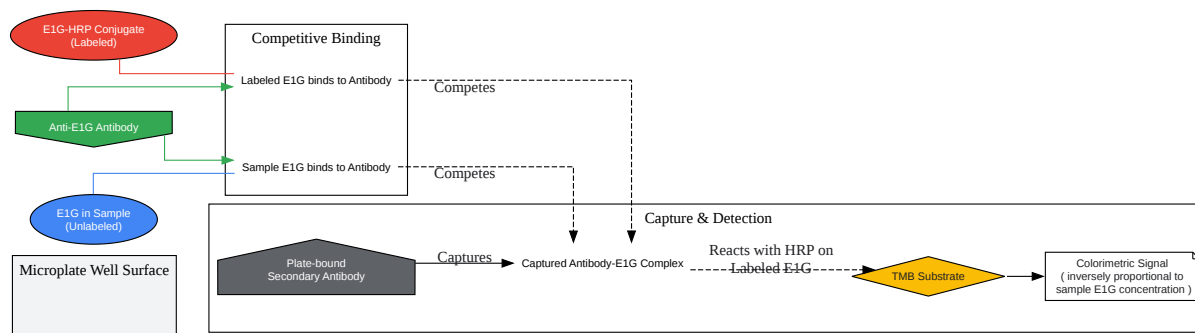 E1G-HRP Conjugate
(Labeled)
Competitive Binding
Labeled E1G binds to Antibody
Competes
Anti-E1G Antibody
Sample E1G binds to Antibody
Competes
E1G in Sample
(Unlabeled)
Capture & Detection
Microplate Well Surface
Plate-bound
Secondary Antibody
Captures
Captured Antibody-E1G Complex
Reacts with HRP on
Labeled E1G
TMB Substrate
Colorimetric Signal
( inversely proportional to
sample E1G concentration )